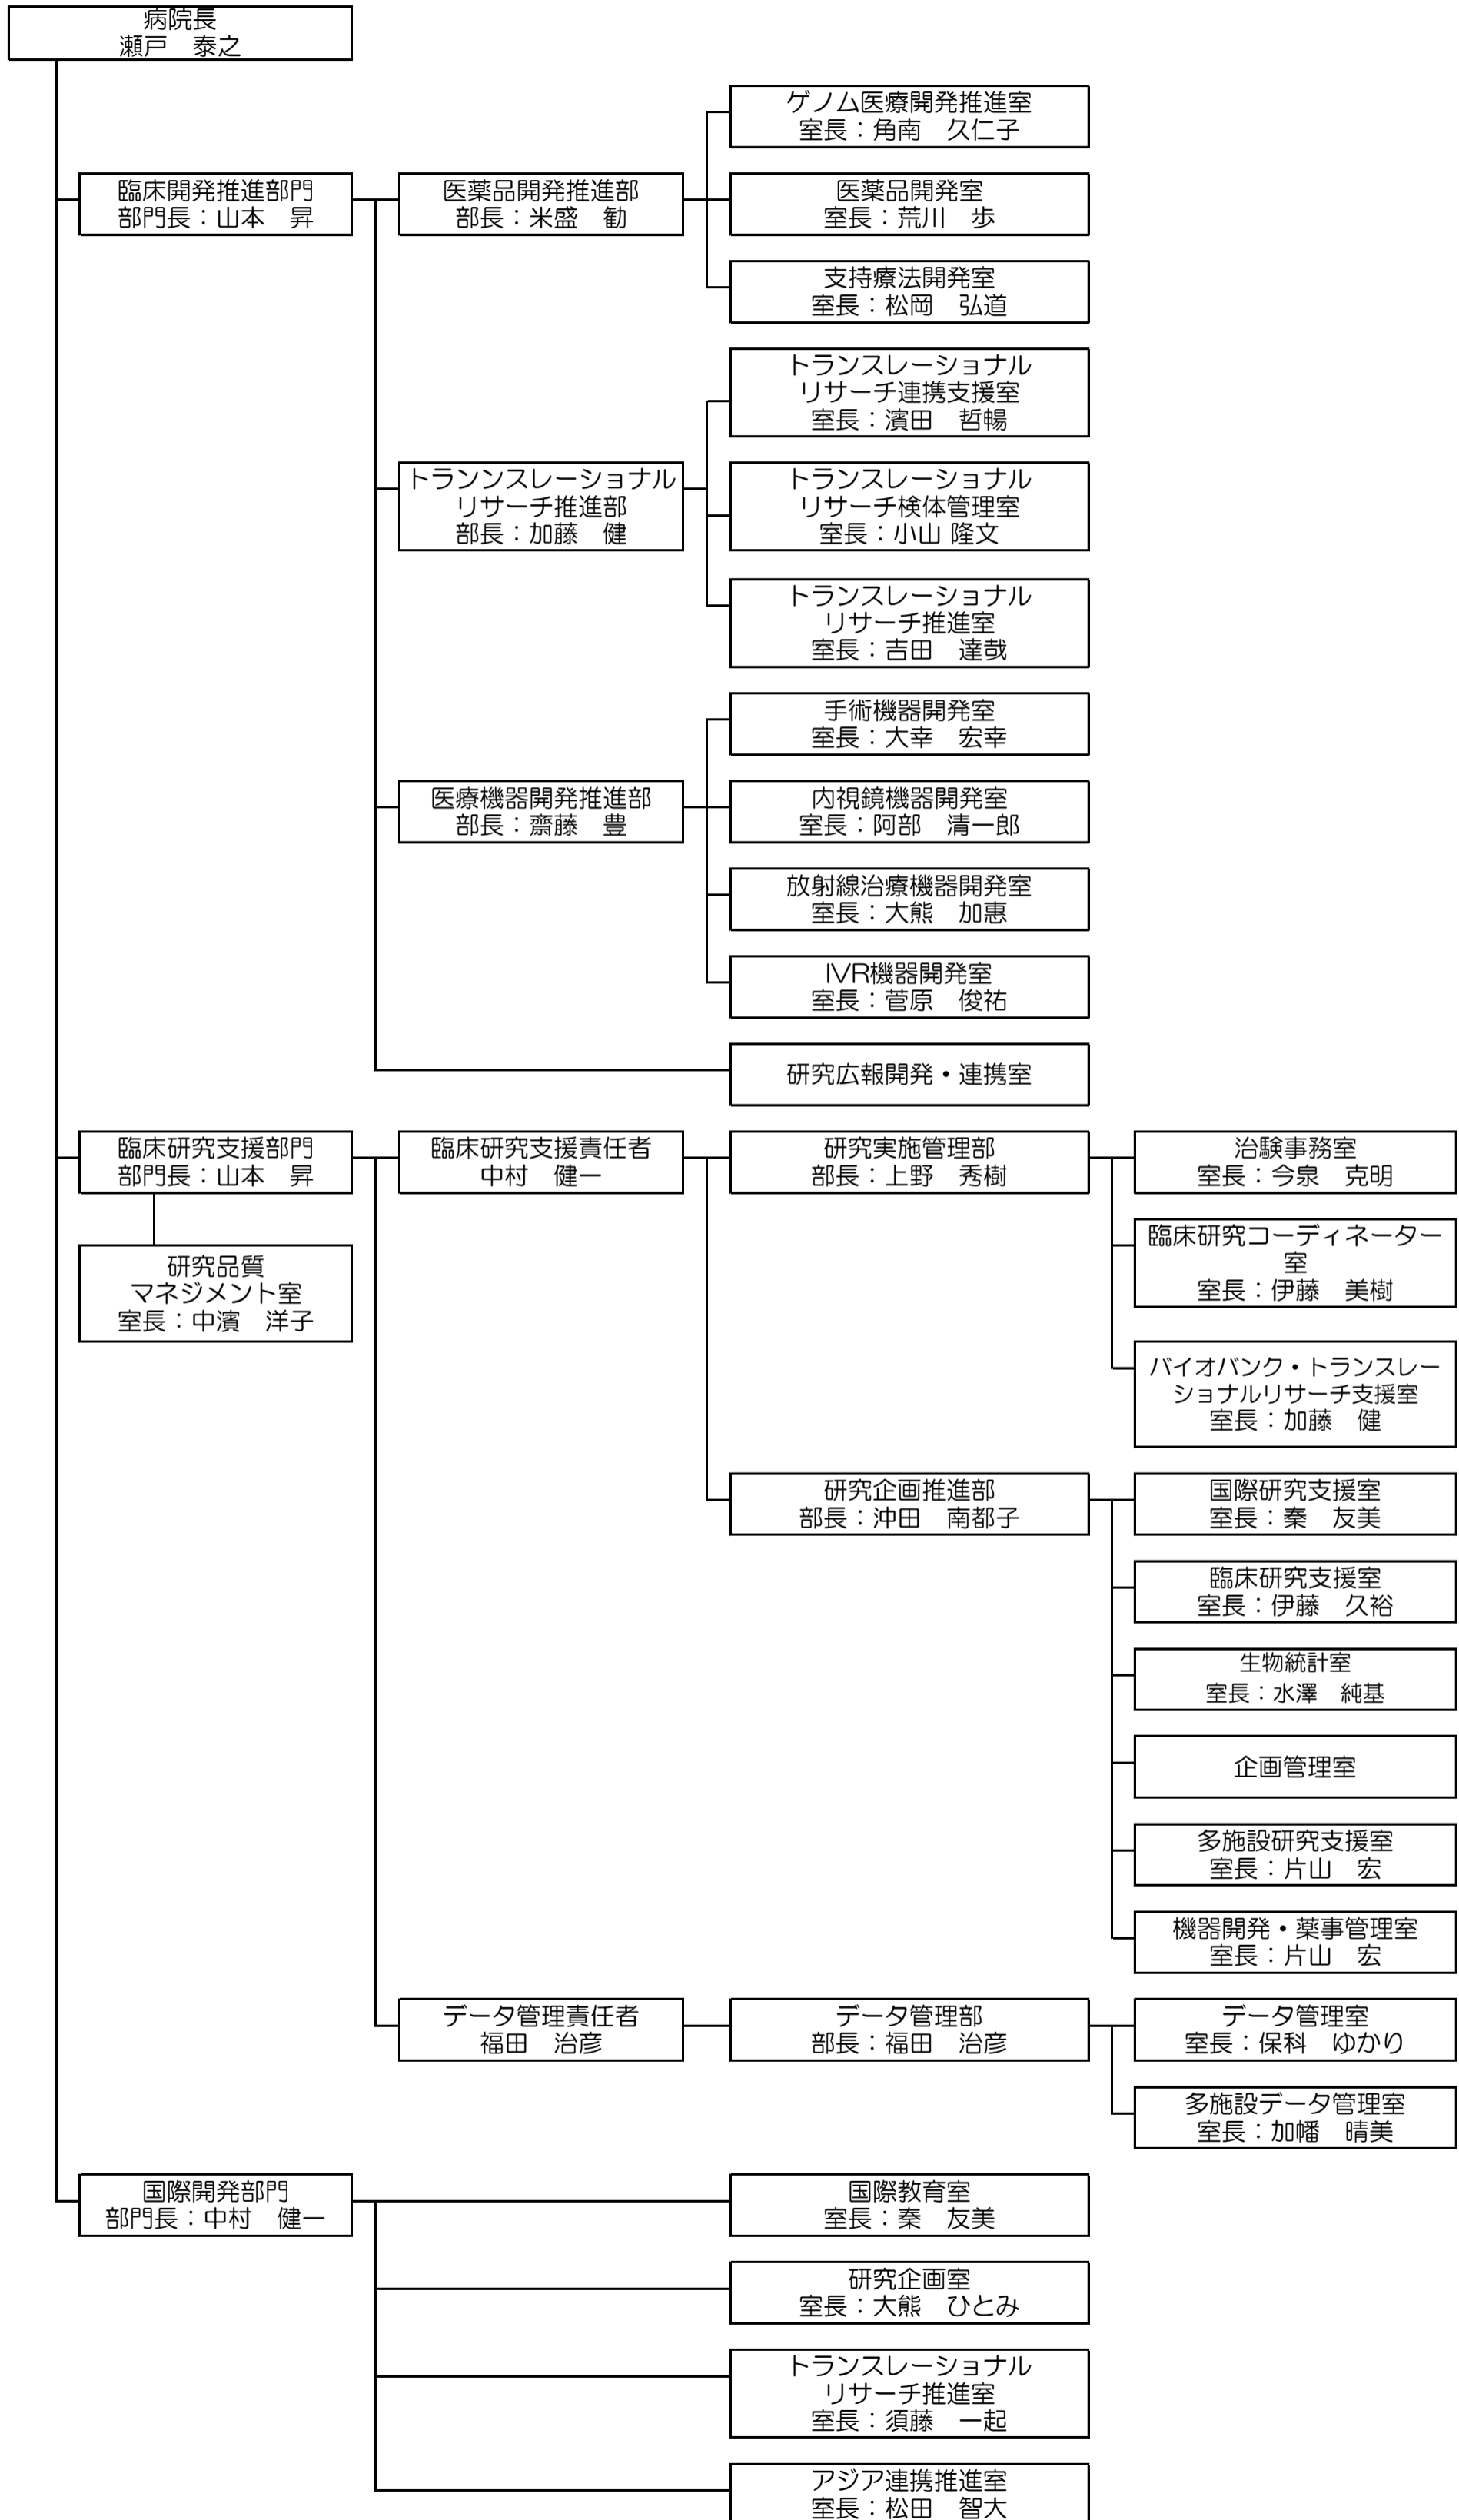 病院長
瀬戸　泰之
ゲノム医療開発推進室
室長：角南　久仁子
臨床開発推進部門
部門長：山本　昇
医薬品開発推進部
部長：米盛　勧
医薬品開発室
室長：荒川　歩
支持療法開発室
室長：松岡　弘道
トランスレーショナル
リサーチ連携支援室
室長：濱田　哲暢
トランンスレーショナル
リサーチ推進部
部長：加藤　健
トランスレーショナル
リサーチ検体管理室
室長：小山 隆文
トランスレーショナル
リサーチ推進室
室長：吉田　達哉
手術機器開発室
室長：大幸　宏幸
医療機器開発推進部
部長：齋藤　豊
内視鏡機器開発室
室長：阿部　清一郎
放射線治療機器開発室
室長：大熊　加惠
IVR機器開発室
室長：菅原　俊祐
研究広報開発・連携室
臨床研究支援部門
部門長：山本　昇
臨床研究支援責任者
中村　健一
研究実施管理部
部長：上野　秀樹
治験事務室
室長：今泉　克明
研究品質
マネジメント室
室長：中濱　洋子
臨床研究コーディネーター
室
室長：伊藤　美樹
バイオバンク・トランスレー
ショナルリサーチ支援室
室長：加藤　健
研究企画推進部
部長：沖田　南都子
国際研究支援室
室長：秦　友美
臨床研究支援室
室長：伊藤　久裕
生物統計室
室長：水澤　純基
企画管理室
多施設研究支援室
室長：片山　宏
機器開発・薬事管理室
室長：片山　宏
データ管理責任者
福田　治彦
データ管理部
部長：福田　治彦
データ管理室
室長：保科　ゆかり
多施設データ管理室
室長：加幡　晴美
国際開発部門
部門長：中村　健一
国際教育室
室長：秦　友美
研究企画室
室長：大熊　ひとみ
トランスレーショナル
リサーチ推進室
室長：須藤　一起
アジア連携推進室
室長：松田　智大